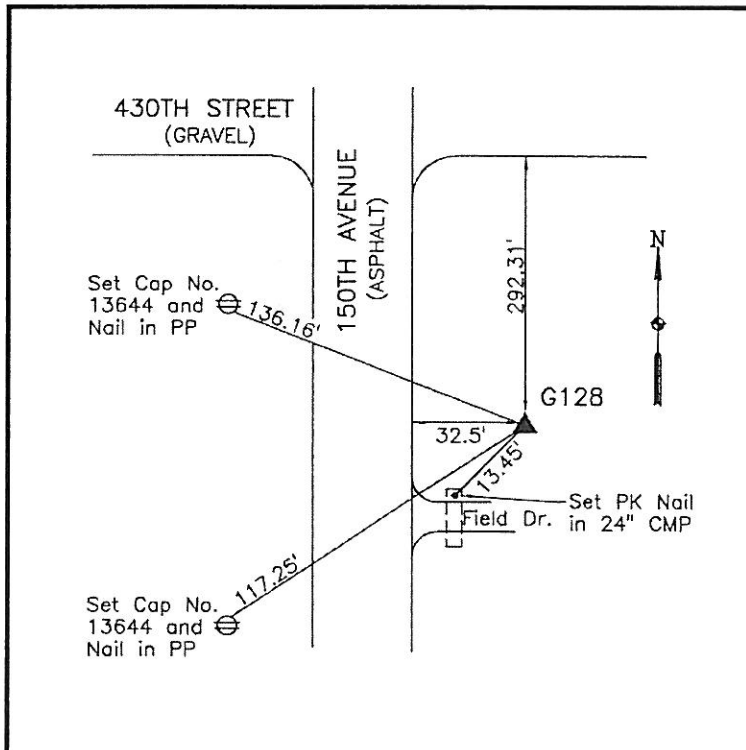 430TH STREET
(GRAVEL)
150TH AVENUE
(ASPHALT)
292.31'
N
Set Cap No.
13644 and
Nail in PP
136.16'
G128
32.5'
13.45'
Set PK Nail
in 24" CMP
Field Dr.
117.25'
Set Cap No.
13644 and
Nail in PP